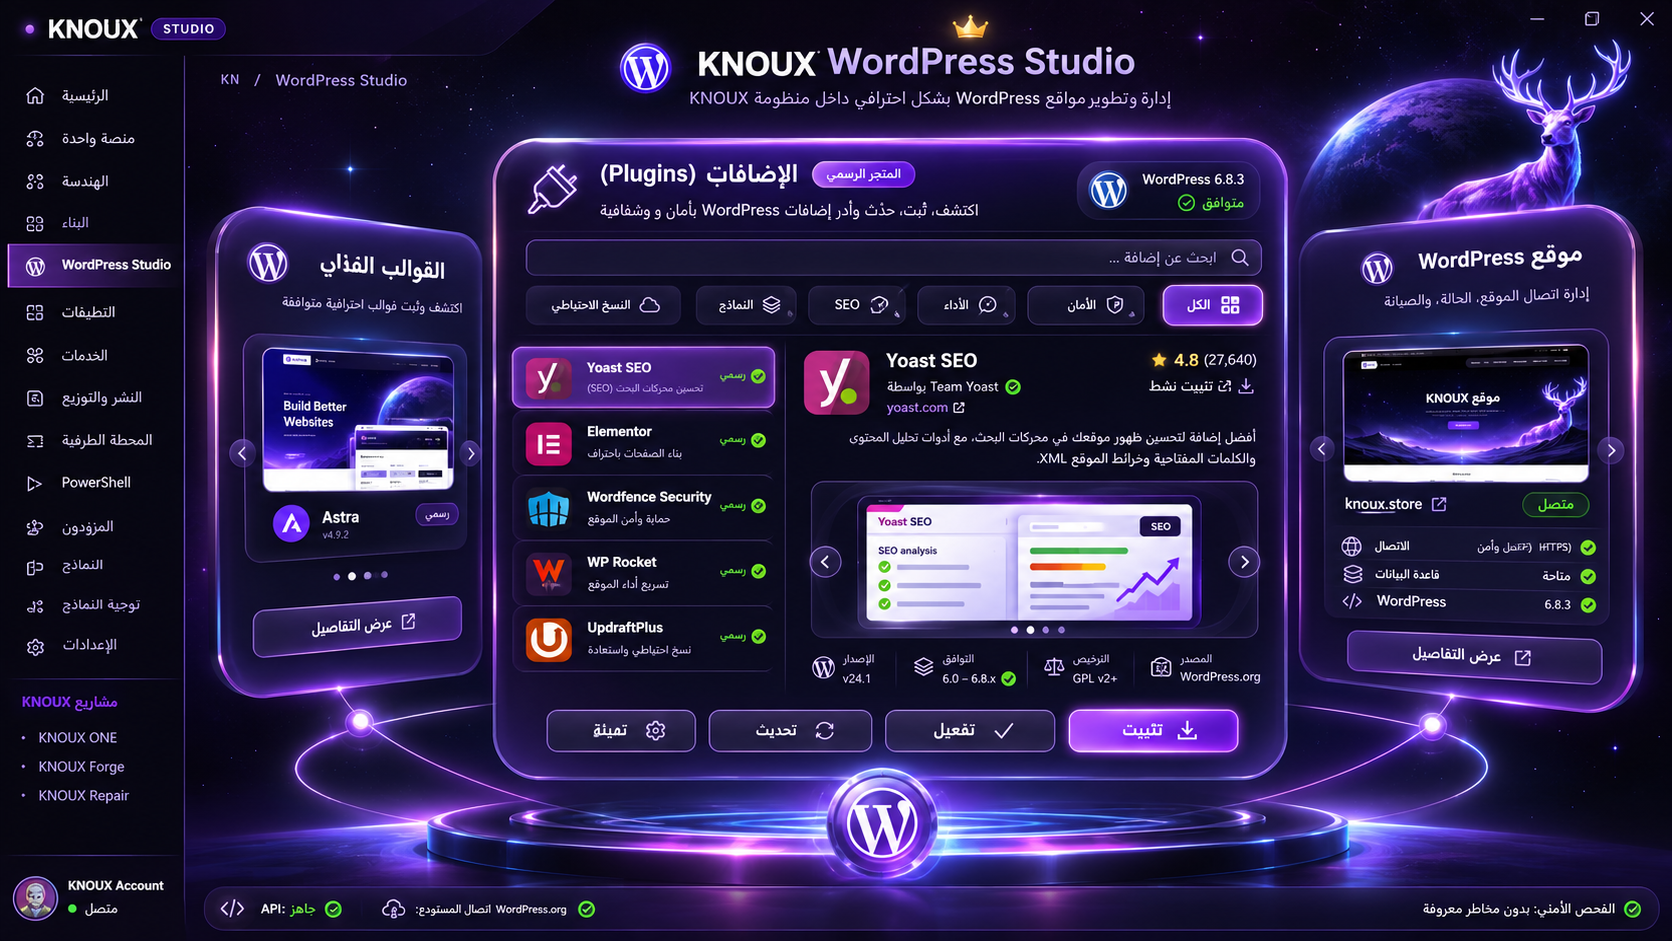 KNOUX
STUDIO
الرئيسية
منصة واحدة
الهندسة
البناء
WordPress Studio
التطيفات
الخدمات
النشر والتوزيع
المحطة الطرفية
PowerShell
المزؤدون
النماذج
توجية النماذج
الإعدادات
مشاريع KNOUX
KNOUX ONE
KNOUX Forge
KNOUX Repair
KNOUX Account
متصل
KN / WordPress Studio
KNOUX WordPress Studio
إدارة وتطوير مواقع WordPress بشكل احترافي داخل منظومة KNOUX
القوالب الفذاي
اكتشف وثبت فوالب احترافية متوافقة
Build Better
Websites
Astra
رسمي
v4.9.2
عرض التفاصيل
الإضافات (Plugins)
المتجر الرسمي
اكتشف، ثبت، حدث وأدر إضافات WordPress بأمان و وشفافية
WordPress 6.8.3
متوافق
ابحث عن إضافة ...
الكل
الأمان
الأداء
SEO
النماذج
النسخ الاحتياطي
Yoast SEO
تحسين محركات البحث (SEO)
رسمي
Elementor
بناء الصفحات باحتراف
رسمي
Wordfence Security
حماية وأمن الموقع
رسمي
WP Rocket
تسريع أداء الموقع
رسمي
UpdraftPlus
نسخ احتياطي واستعادة
رسمي
Yoast SEO
بواسطة Team Yoast
yoast.com
4.8 (27,640)
تثبيت نشط
أفضل إضافة لتحسين ظهور موقعك في محركات البحث، مع أدوات تحليل المحتوى
والكلمات المفتاحية وخرائط الموقع XML.
Yoast SEO
SEO analysis
SEO
الإصدار
v24.1
التوافق
6.0 – 6.8.x
الترخيص
GPL v2+
المصدر
WordPress.org
تثبيت
تفعيل
تحديث
تميئة
موقع WordPress
إدارة اتصال الموقع، الحالة، والصيانة
موقع KNOUX
knoux.store
متصل
الاتصال
قاعدة البيانات
متاحة
WordPress
6.8.3
عرض التفاصيل
API: جاهز
اتصال المستودع: WordPress.org
الفحص الأمني: بدون مخاطر معروفة